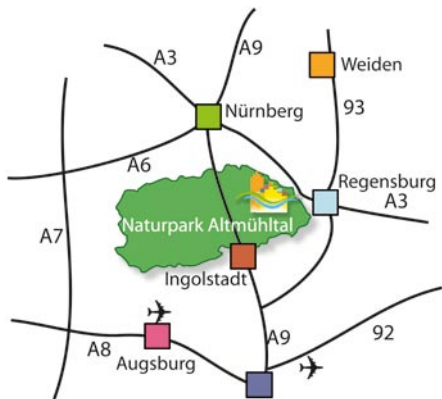 A9
A3
Weiden
Nürnberg
93
A6
Regensburg
A3
Naturpark Altmühltal
A7
Ingolstadt
A9
92
A8
Augsburg